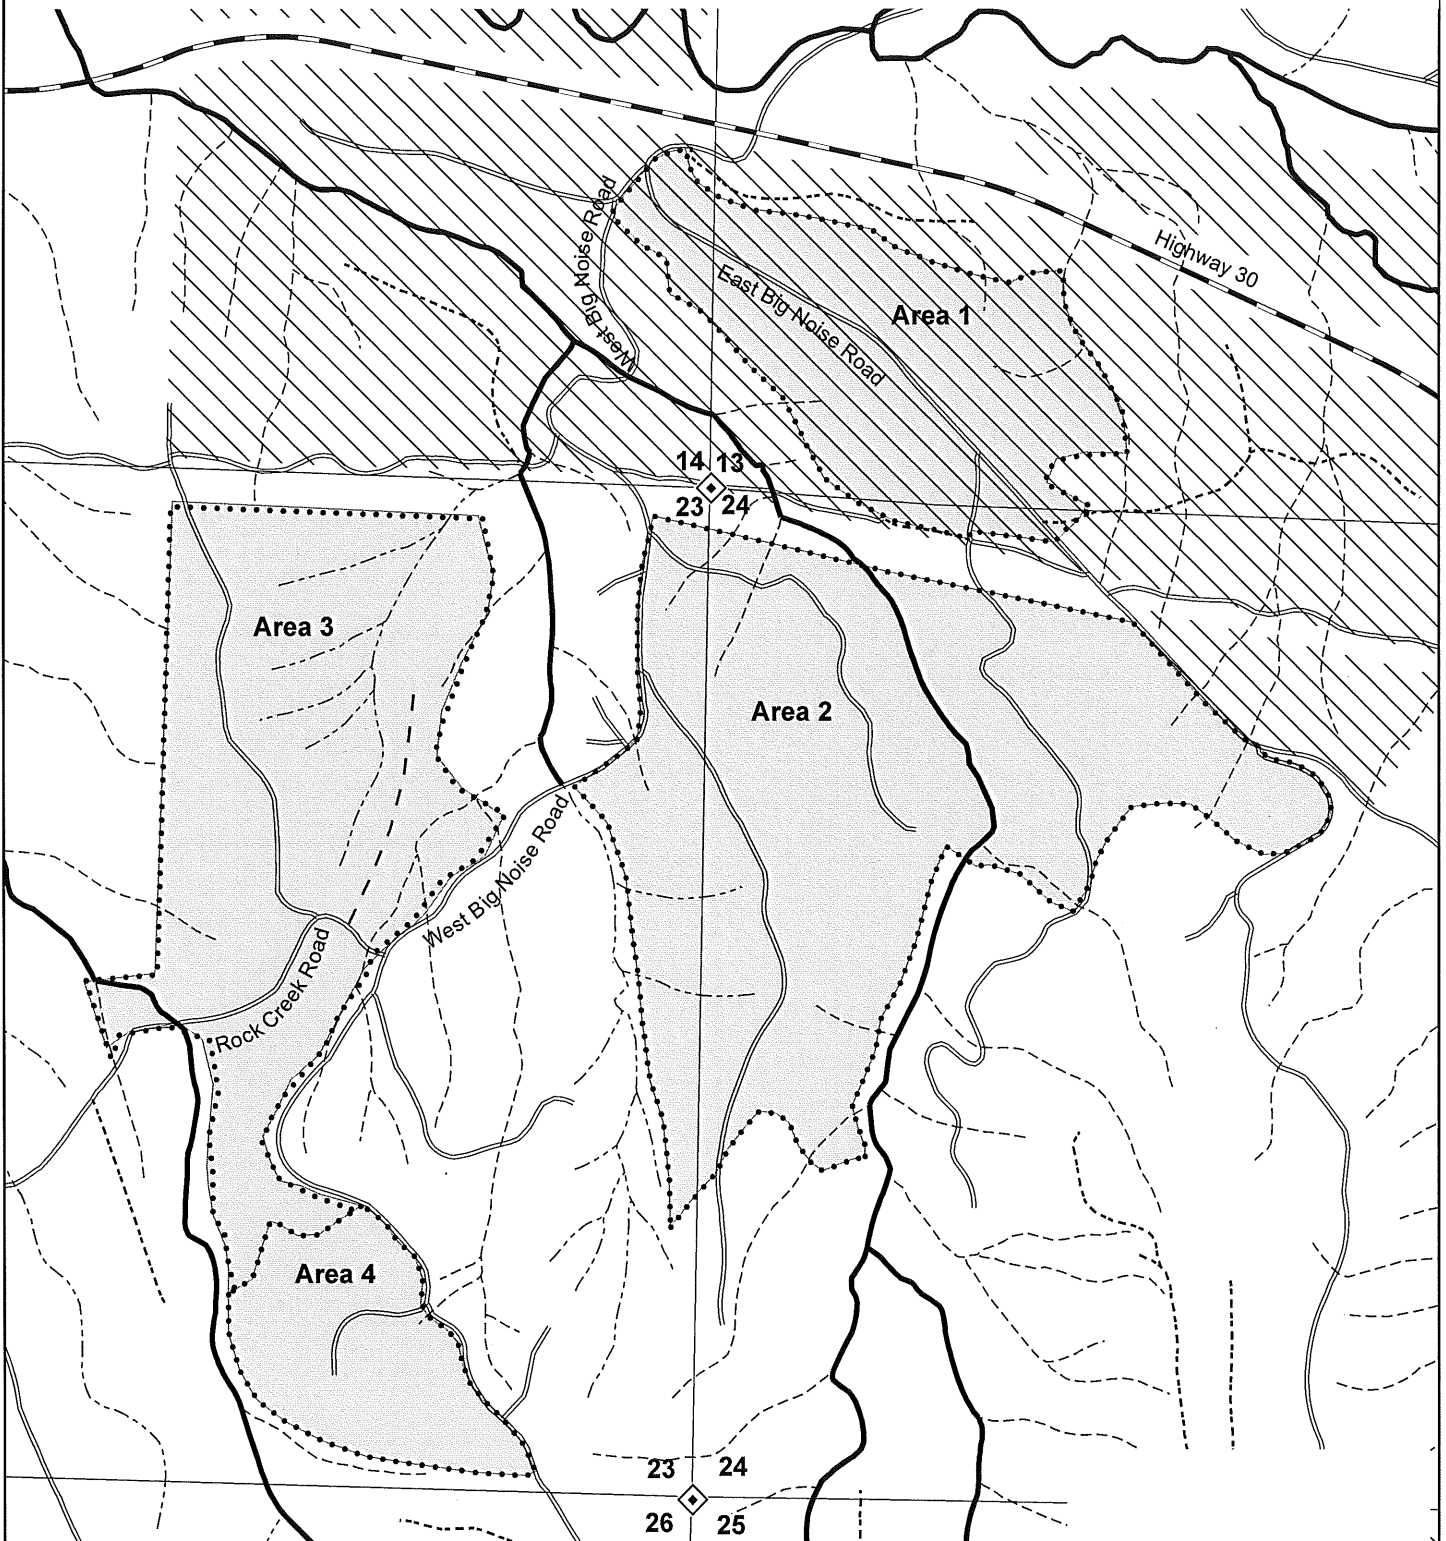 West Big Noise Road
Highway 30
East Big Noise Road
Area 1
14 13
23 24
Area 3
Area 2
West Big Noise Road
Rock Creek Road
Area 4
23 24
26 25